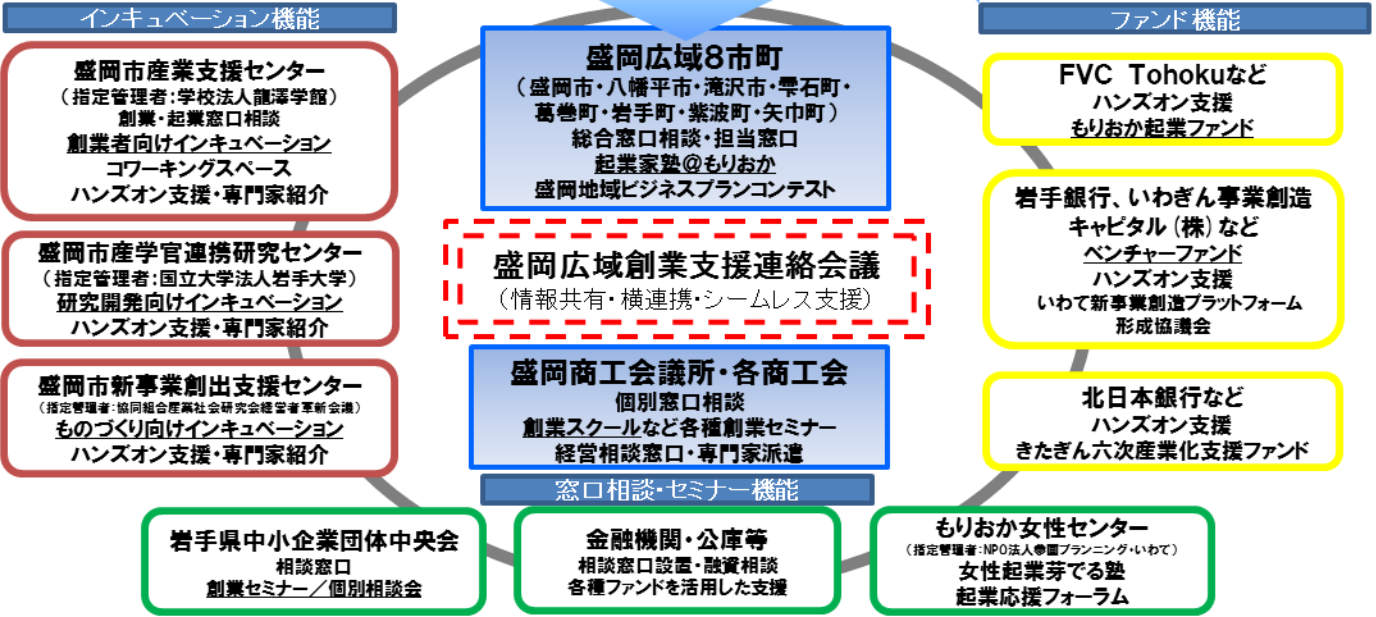 インキュベーション機能
盛岡市産業支援センター
（指定管理者：学校法人龍澤学館）
創業・起業窓口相談
創業者向けインキュベーション
コワーキングスペース
ハンズオン支援・専門家紹介
盛岡市産学官連携研究センター
（指定管理者：国立大学法人岩手大学）
研究開発向けインキュベーション
ハンズオン支援・専門家紹介
盛岡市新事業創出支援センター
（指定管理者：協同組合産業社会研究会経営者革新会議）
ものづくり向けインキュベーション
ハンズオン支援・専門家紹介
盛岡広域８市町
（盛岡市・八幡平市・滝沢市・雫石町・
葛巻町・岩手町・紫波町・矢巾町）
総合窓口相談・担当窓口
起業家塾＠もりおか
盛岡地域ビジネスプランコンテスト
盛岡広域創業支援連絡会議
（情報共有・横連携・シームレス支援）
盛岡商工会議所・各商工会
個別窓口相談
創業スクールなど各種創業セミナー
経営相談窓口・専門家派遣
ファンド機能
FVC Tohokuなど
ハンズオン支援
もりおか起業ファンド
岩手銀行、いわぎん事業創造
キャピタル（株）など
ベンチャーファンド
ハンズオン支援
いわて新事業創造プラットフォーム
形成協議会
北日本銀行など
ハンズオン支援
きたぎん六次産業化支援ファンド
窓口相談・セミナー機能
岩手県中小企業団体中央会
相談窓口
創業セミナー／個別相談会
金融機関・公庫等
相談窓口設置・融資相談
各種ファンドを活用した支援
もりおか女性センター
（指定管理者：NPO法人参画プランニング・いわて）
女性起業芽でる塾
起業応援フォーラム